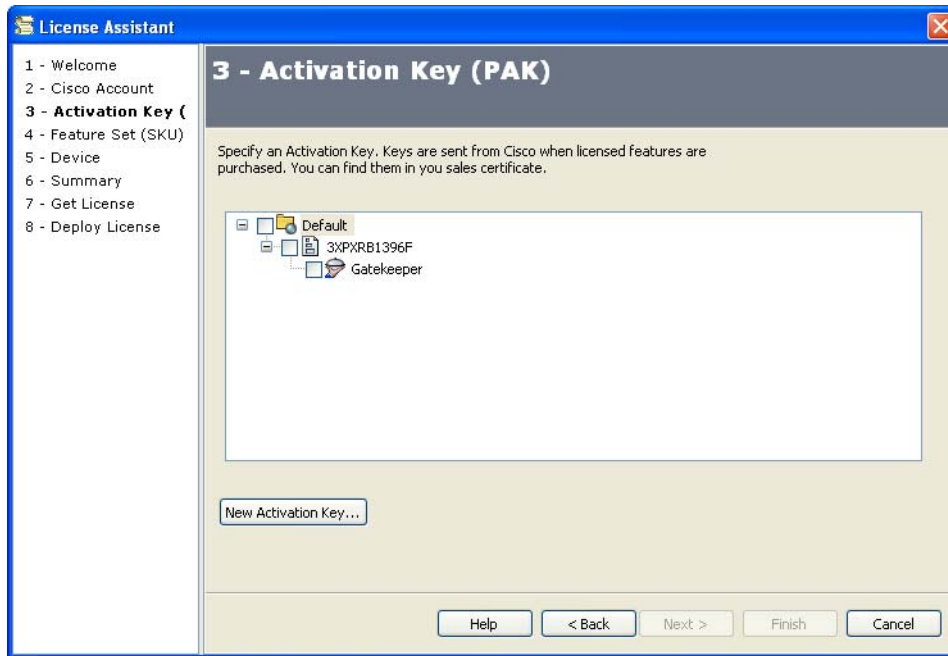 License Assistant
1 - Welcome
2 - Cisco Account
3 - Activation Key (
4 - Feature Set (SKU)
5 - Device
6 - Summary
7 - Get License
8 - Deploy License
3 - Activation Key (PAK)
Specify an Activation Key. Keys are sent from Cisco when licensed features are
purchased. You can find them in you sales certificate.
Default
3XPXRB1396F
Gatekeeper
New Activation Key...
Help
< Back
Next >
Finish
Cancel